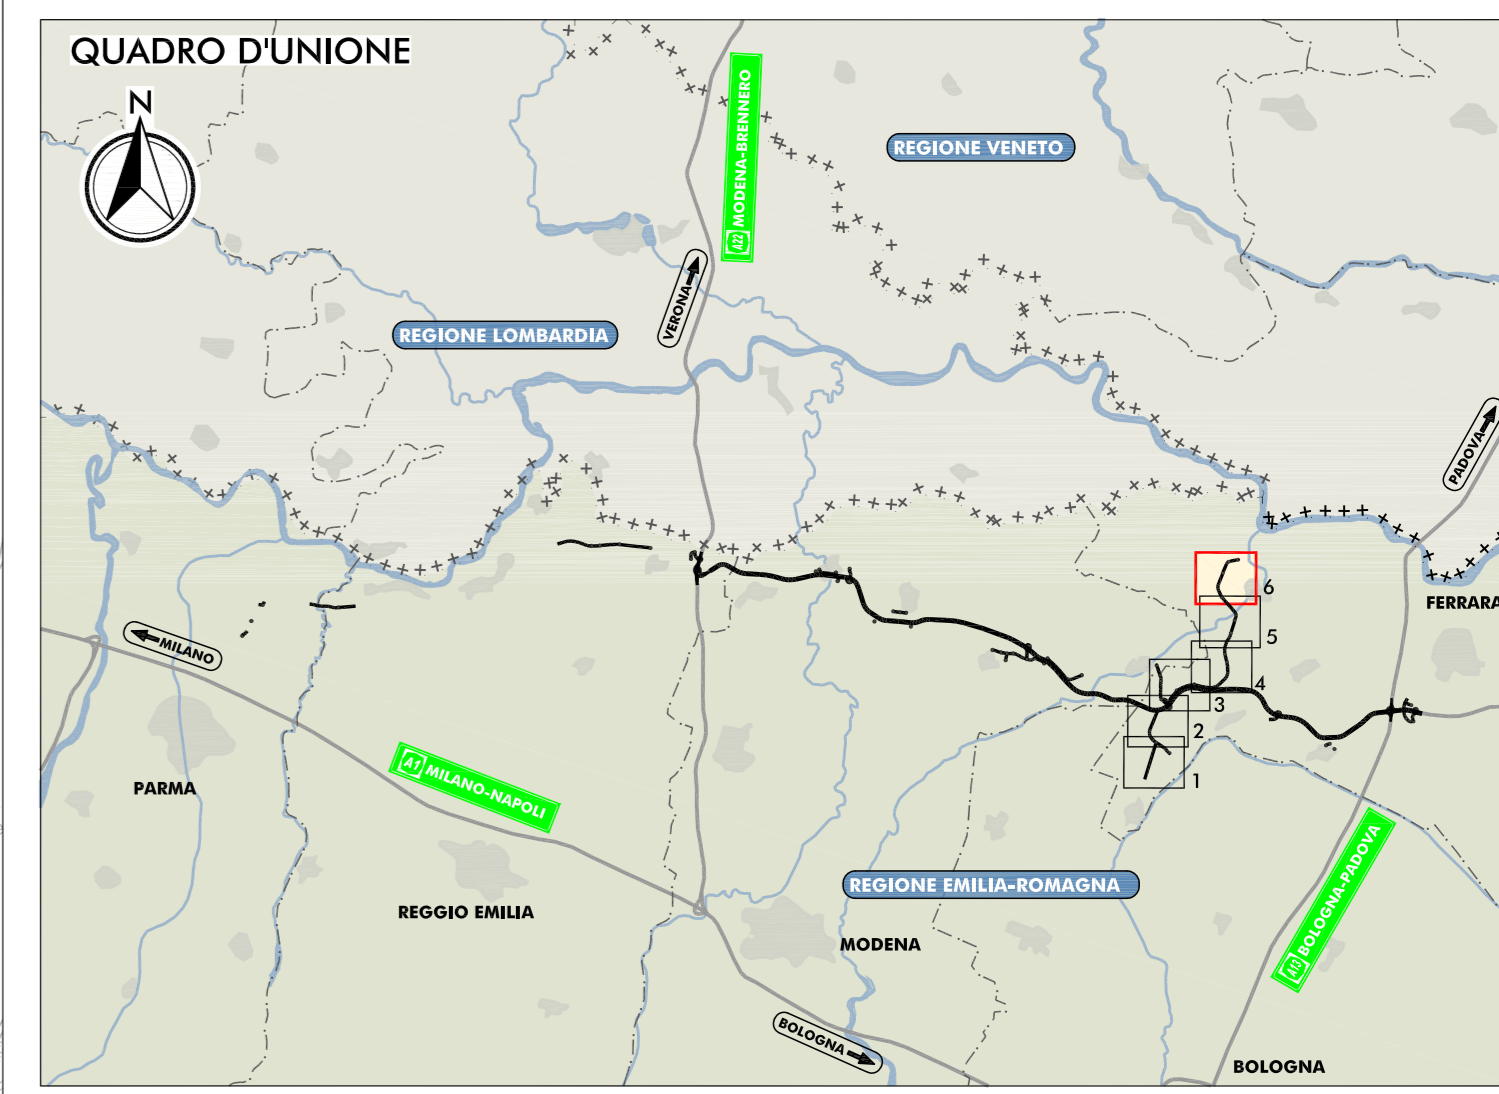 QUADRO D'UNIONE
N
A22 MODENA-BRENNERO
REGIONE VENETO
VERONA
REGIONE LOMBARDIA
PADOVA
6
FERRARA
5
MILANO
4
3
2
1
PARMA
A1 MILANO-NAPOLI
A13 BOLOGNA-PADOVA
REGIONE EMILIA-ROMAGNA
REGGIO EMILIA
MODENA
BOLOGNA
BOLOGNA